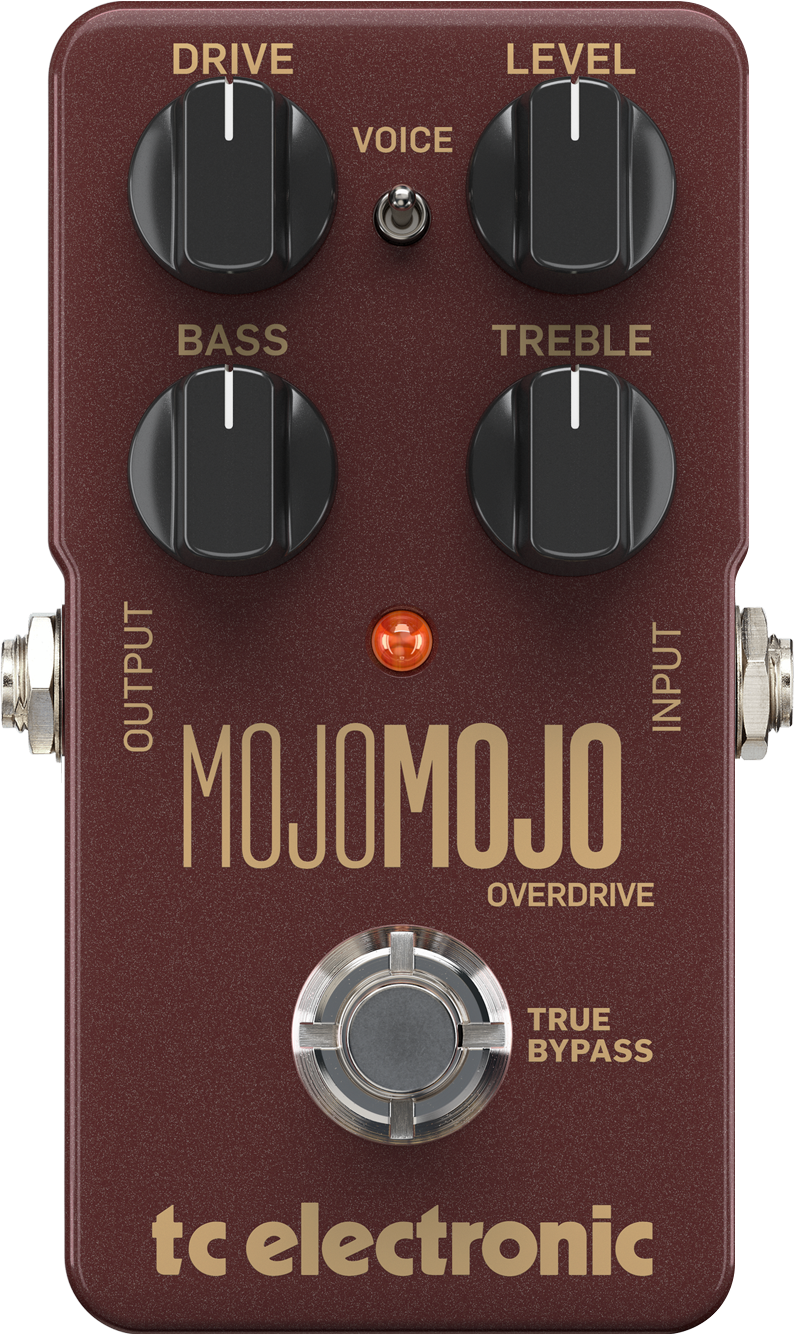 DRIVE
LEVEL
VOICE
BASS
TREBLE
OUTPUT
INPUT
MOJOMOJO
OVERDRIVE
TRUE
BYPASS
tc electronic